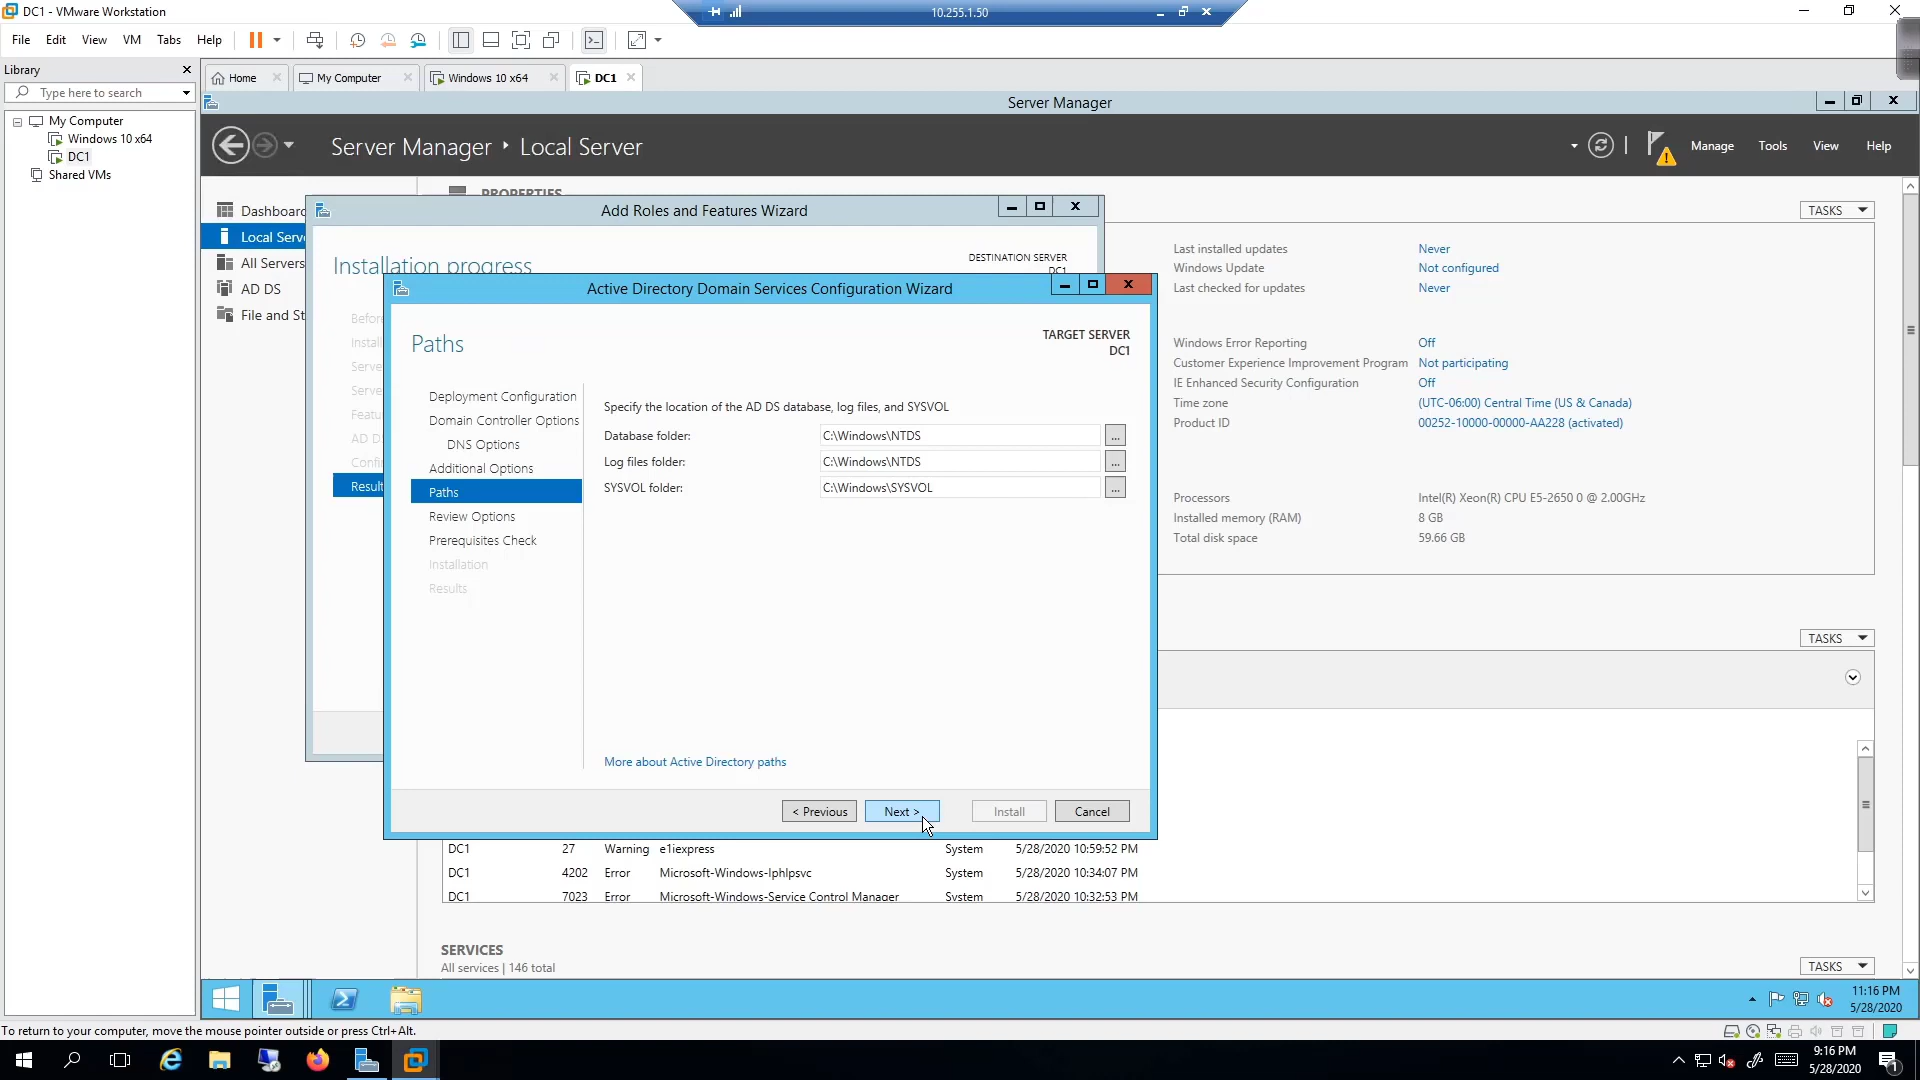 DC1 - VMware Workstation
10.255.1.50
File Edit View VM Tabs Help
Library
Type here to search
My Computer
Windows 10 x64
DC1
Shared VMs
Home
My Computer
Windows 10 x64
DC1
Server Manager
Server Manager ‣ Local Server
Manage Tools View Help
Dashboard
Local Serv
All Servers
AD DS
File and St
PROPERTIES
TASKS
Last installed updates Never
Windows Update Not configured
Last checked for updates Never
Windows Error Reporting Off
Customer Experience Improvement Program Not participating
IE Enhanced Security Configuration Off
Time zone (UTC-06:00) Central Time (US & Canada)
Product ID 00252-10000-00000-AA228 (activated)
Processors Intel(R) Xeon(R) CPU E5-2650 0 @ 2.00GHz
Installed memory (RAM) 8 GB
Total disk space 59.66 GB
TASKS
Add Roles and Features Wizard
Installation progress
DESTINATION SERVER
DC1
Before
Install
Serve
Serve
Featu
AD D
Confi
Result
Active Directory Domain Services Configuration Wizard
Paths
TARGET SERVER
DC1
Deployment Configuration
Domain Controller Options
DNS Options
Additional Options
Paths
Review Options
Prerequisites Check
Installation
Results
Specify the location of the AD DS database, log files, and SYSVOL
Database folder: C:\Windows\NTDS ...
Log files folder: C:\Windows\NTDS ...
SYSVOL folder: C:\Windows\SYSVOL ...
More about Active Directory paths
< Previous Next > Install Cancel
DC1 27 Warning e1iexpress System 5/28/2020 10:59:52 PM
DC1 4202 Error Microsoft-Windows-Iphlpsvc System 5/28/2020 10:34:07 PM
DC1 7023 Error Microsoft-Windows-Service Control Manager System 5/28/2020 10:32:53 PM
SERVICES
All services | 146 total
TASKS
11:16 PM
5/28/2020
To return to your computer, move the mouse pointer outside or press Ctrl+Alt.
9:16 PM
5/28/2020
1